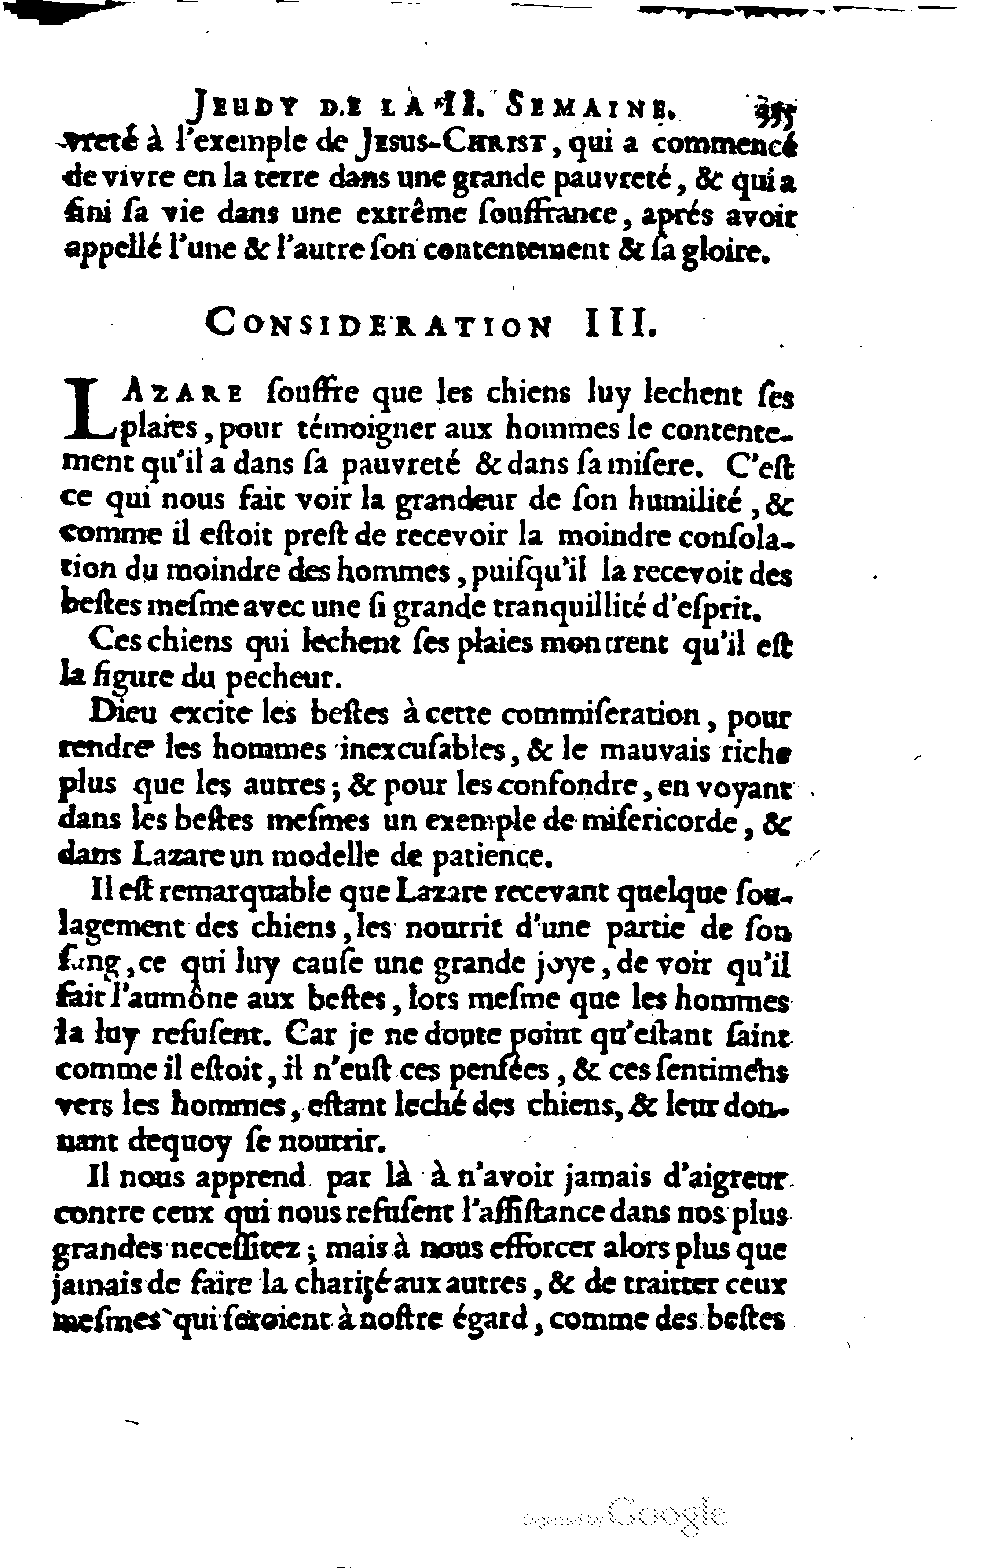 JEUDY DE LA II. SEMAINE. 355
vreté à l'exemple de JESUS-CHRIST, qui a commencé
de vivre en la terre dans une grande pauvreté, & qui a
fini ſa vie dans une extrême ſouffrance, aprés avoir
appellé l'une & l'autre ſon contentement & ſa gloire.
CONSIDERATION III.
LAZARE ſouffre que les chiens luy lechent ſes
plaies, pour témoigner aux hommes le contente-
ment qu'il a dans ſa pauvreté & dans ſa miſere. C'eſt
ce qui nous fait voir la grandeur de ſon humilité, &
comme il eſtoit preſt de recevoir la moindre conſola-
tion du moindre des hommes, puiſqu'il la recevoit des
beſtes meſme avec une ſi grande tranquillité d'eſprit.
Ces chiens qui lechent ſes plaies montrent qu'il eſt
la figure du pecheur.
Dieu excite les beſtes à cette commiſeration, pour
rendre les hommes inexcuſables, & le mauvais riche
plus que les autres; & pour les confondre, en voyant
dans les beſtes meſmes un exemple de miſericorde, &
dans Lazare un modelle de patience.
Il eſt remarquable que Lazare recevant quelque ſou-
lagement des chiens, les nourrit d'une partie de ſon
ſang, ce qui luy cauſe une grande joye, de voir qu'il
fait l'aumône aux beſtes, lors meſme que les hommes
la luy refuſent. Car je ne doute point qu'eſtant ſaint
comme il eſtoit, il n'euſt ces penſées, & ces ſentimens
vers les hommes, eſtant leché des chiens, & leur don-
nant dequoy ſe nourrir.
Il nous apprend par là à n'avoir jamais d'aigreur
contre ceux qui nous refuſent l'aſſiſtance dans nos plus
grandes neceſſitez; mais à nous efforcer alors plus que
jamais de faire la charité aux autres, & de traitter ceux
meſmes qui ſeroient à noſtre égard, comme des beſtes
Digitized by Google